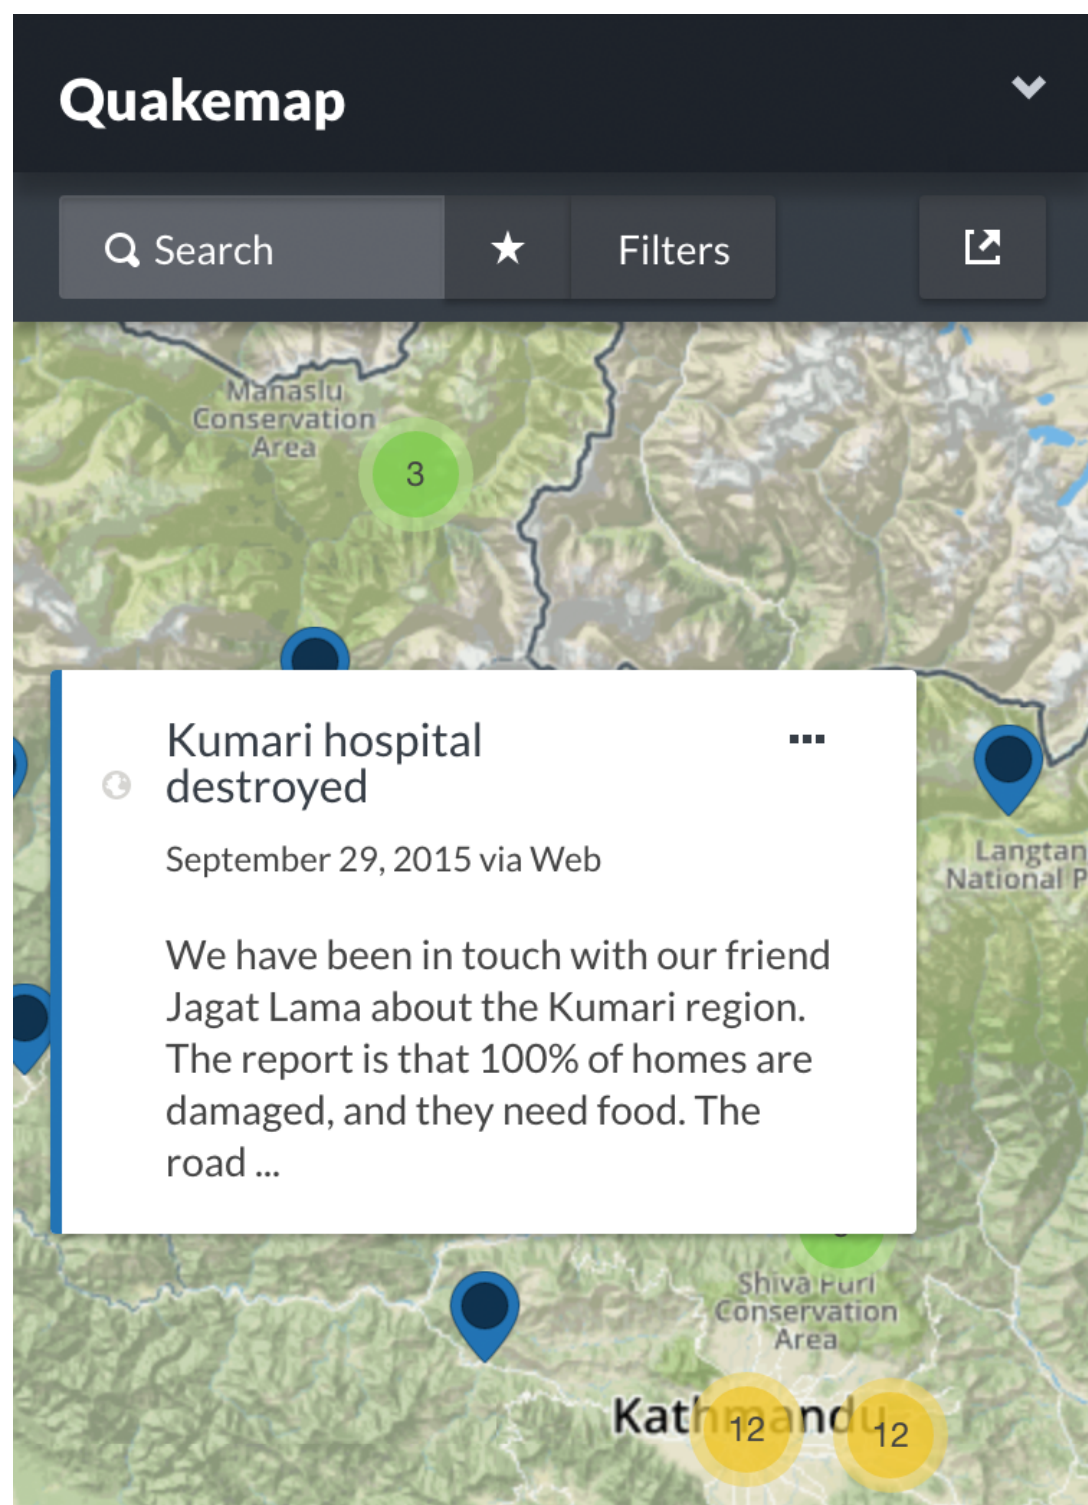 Quakemap
Search
Filters
Manaslu
Conservation
Area
3
Kumari hospital
destroyed
September 29, 2015 via Web
We have been in touch with our friend
Jagat Lama about the Kumari region.
The report is that 100% of homes are
damaged, and they need food. The
road ...
Langtan
National P
Shiva Puri
Conservation
Area
Kathmandu
12
12